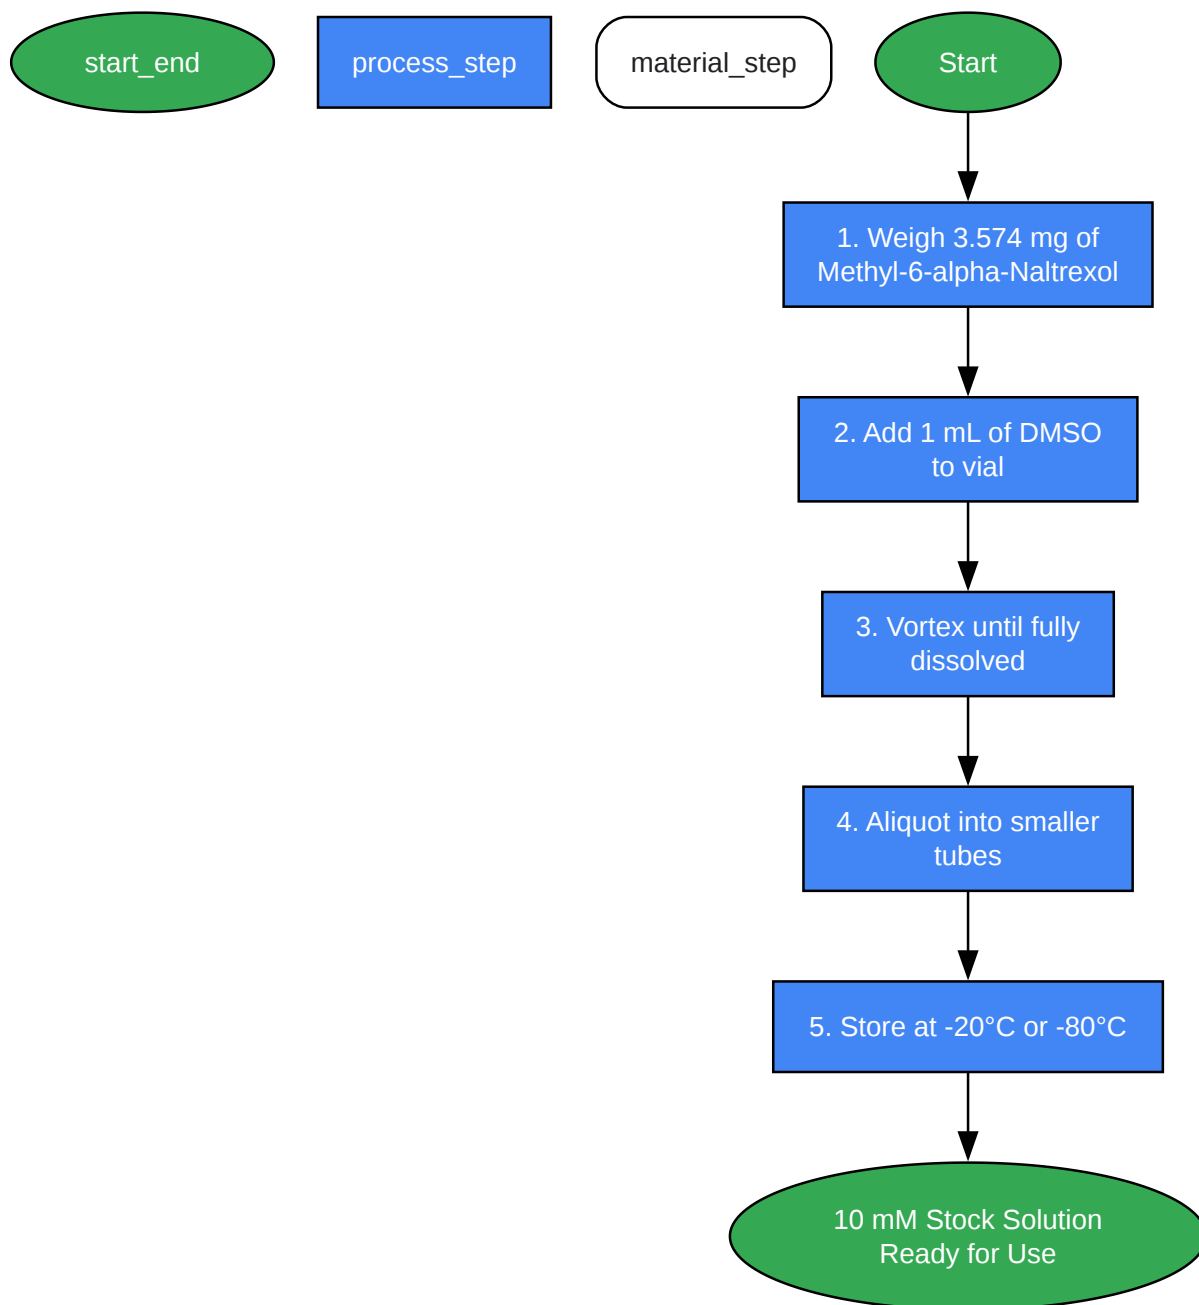 start_end
process_step
material_step
Start
1. Weigh 3.574 mg of
Methyl-6-alpha-Naltrexol
2. Add 1 mL of DMSO
to vial
3. Vortex until fully
dissolved
4. Aliquot into smaller
tubes
5. Store at -20°C or -80°C
10 mM Stock Solution
Ready for Use